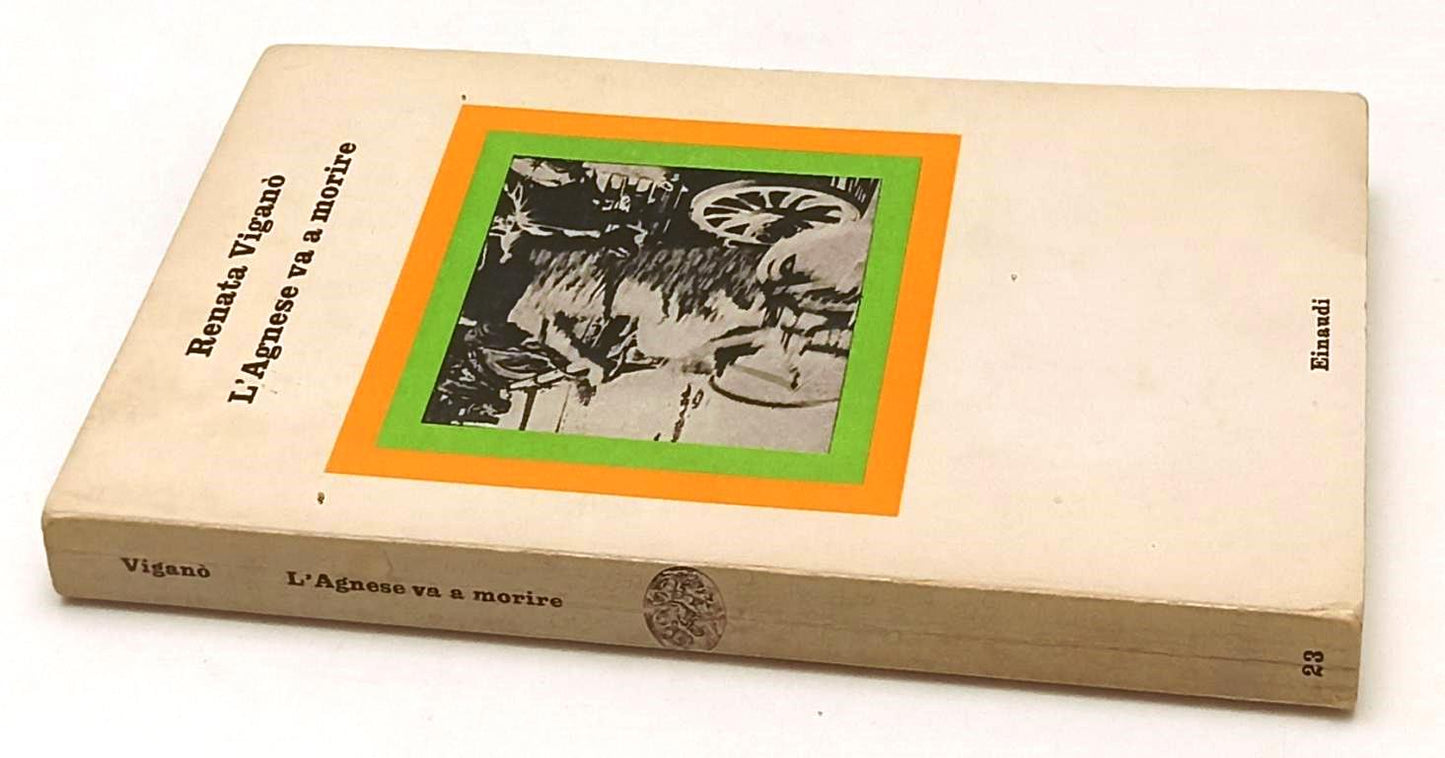 Renata Viganò
L'Agnese va a morire
Einaudi
Viganò
L'Agnese va a morire
23